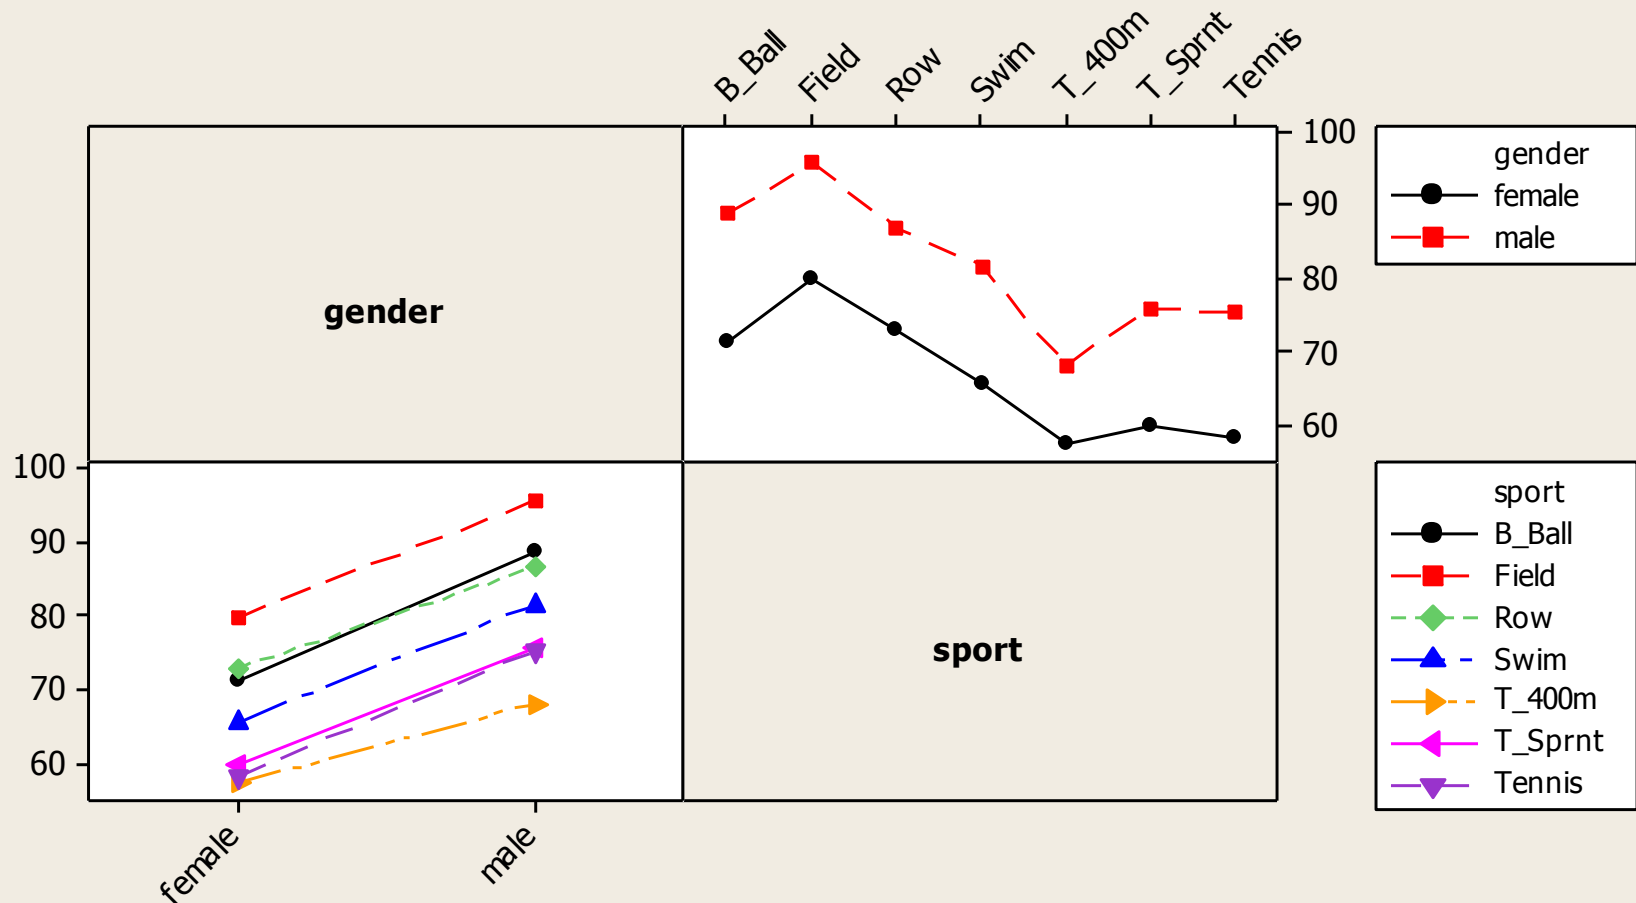 B_Ball
Field
Row
Swim
T_400m
T_Sprnt
Tennis
100
90
80
70
60
gender
female
male
gender
100
90
80
70
60
sport
sport
B_Ball
Field
Row
Swim
T_400m
T_Sprnt
Tennis
female
male